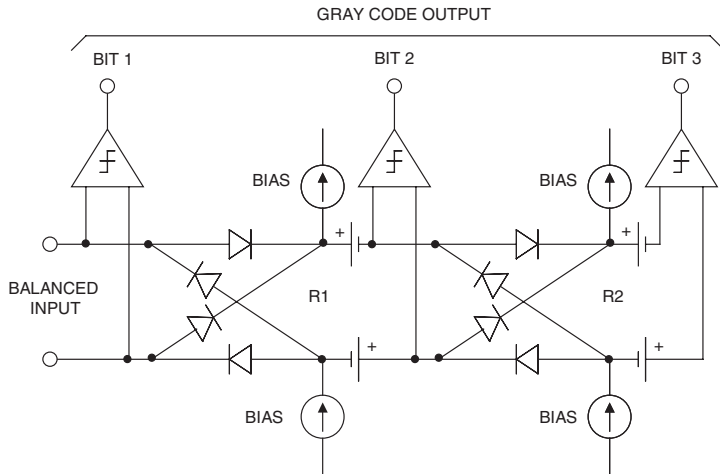 GRAY CODE OUTPUT
BIT 1
BIT 2
BIT 3
BIAS
BIAS
+
+
BALANCED
INPUT
R1
R2
+
+
BIAS
BIAS